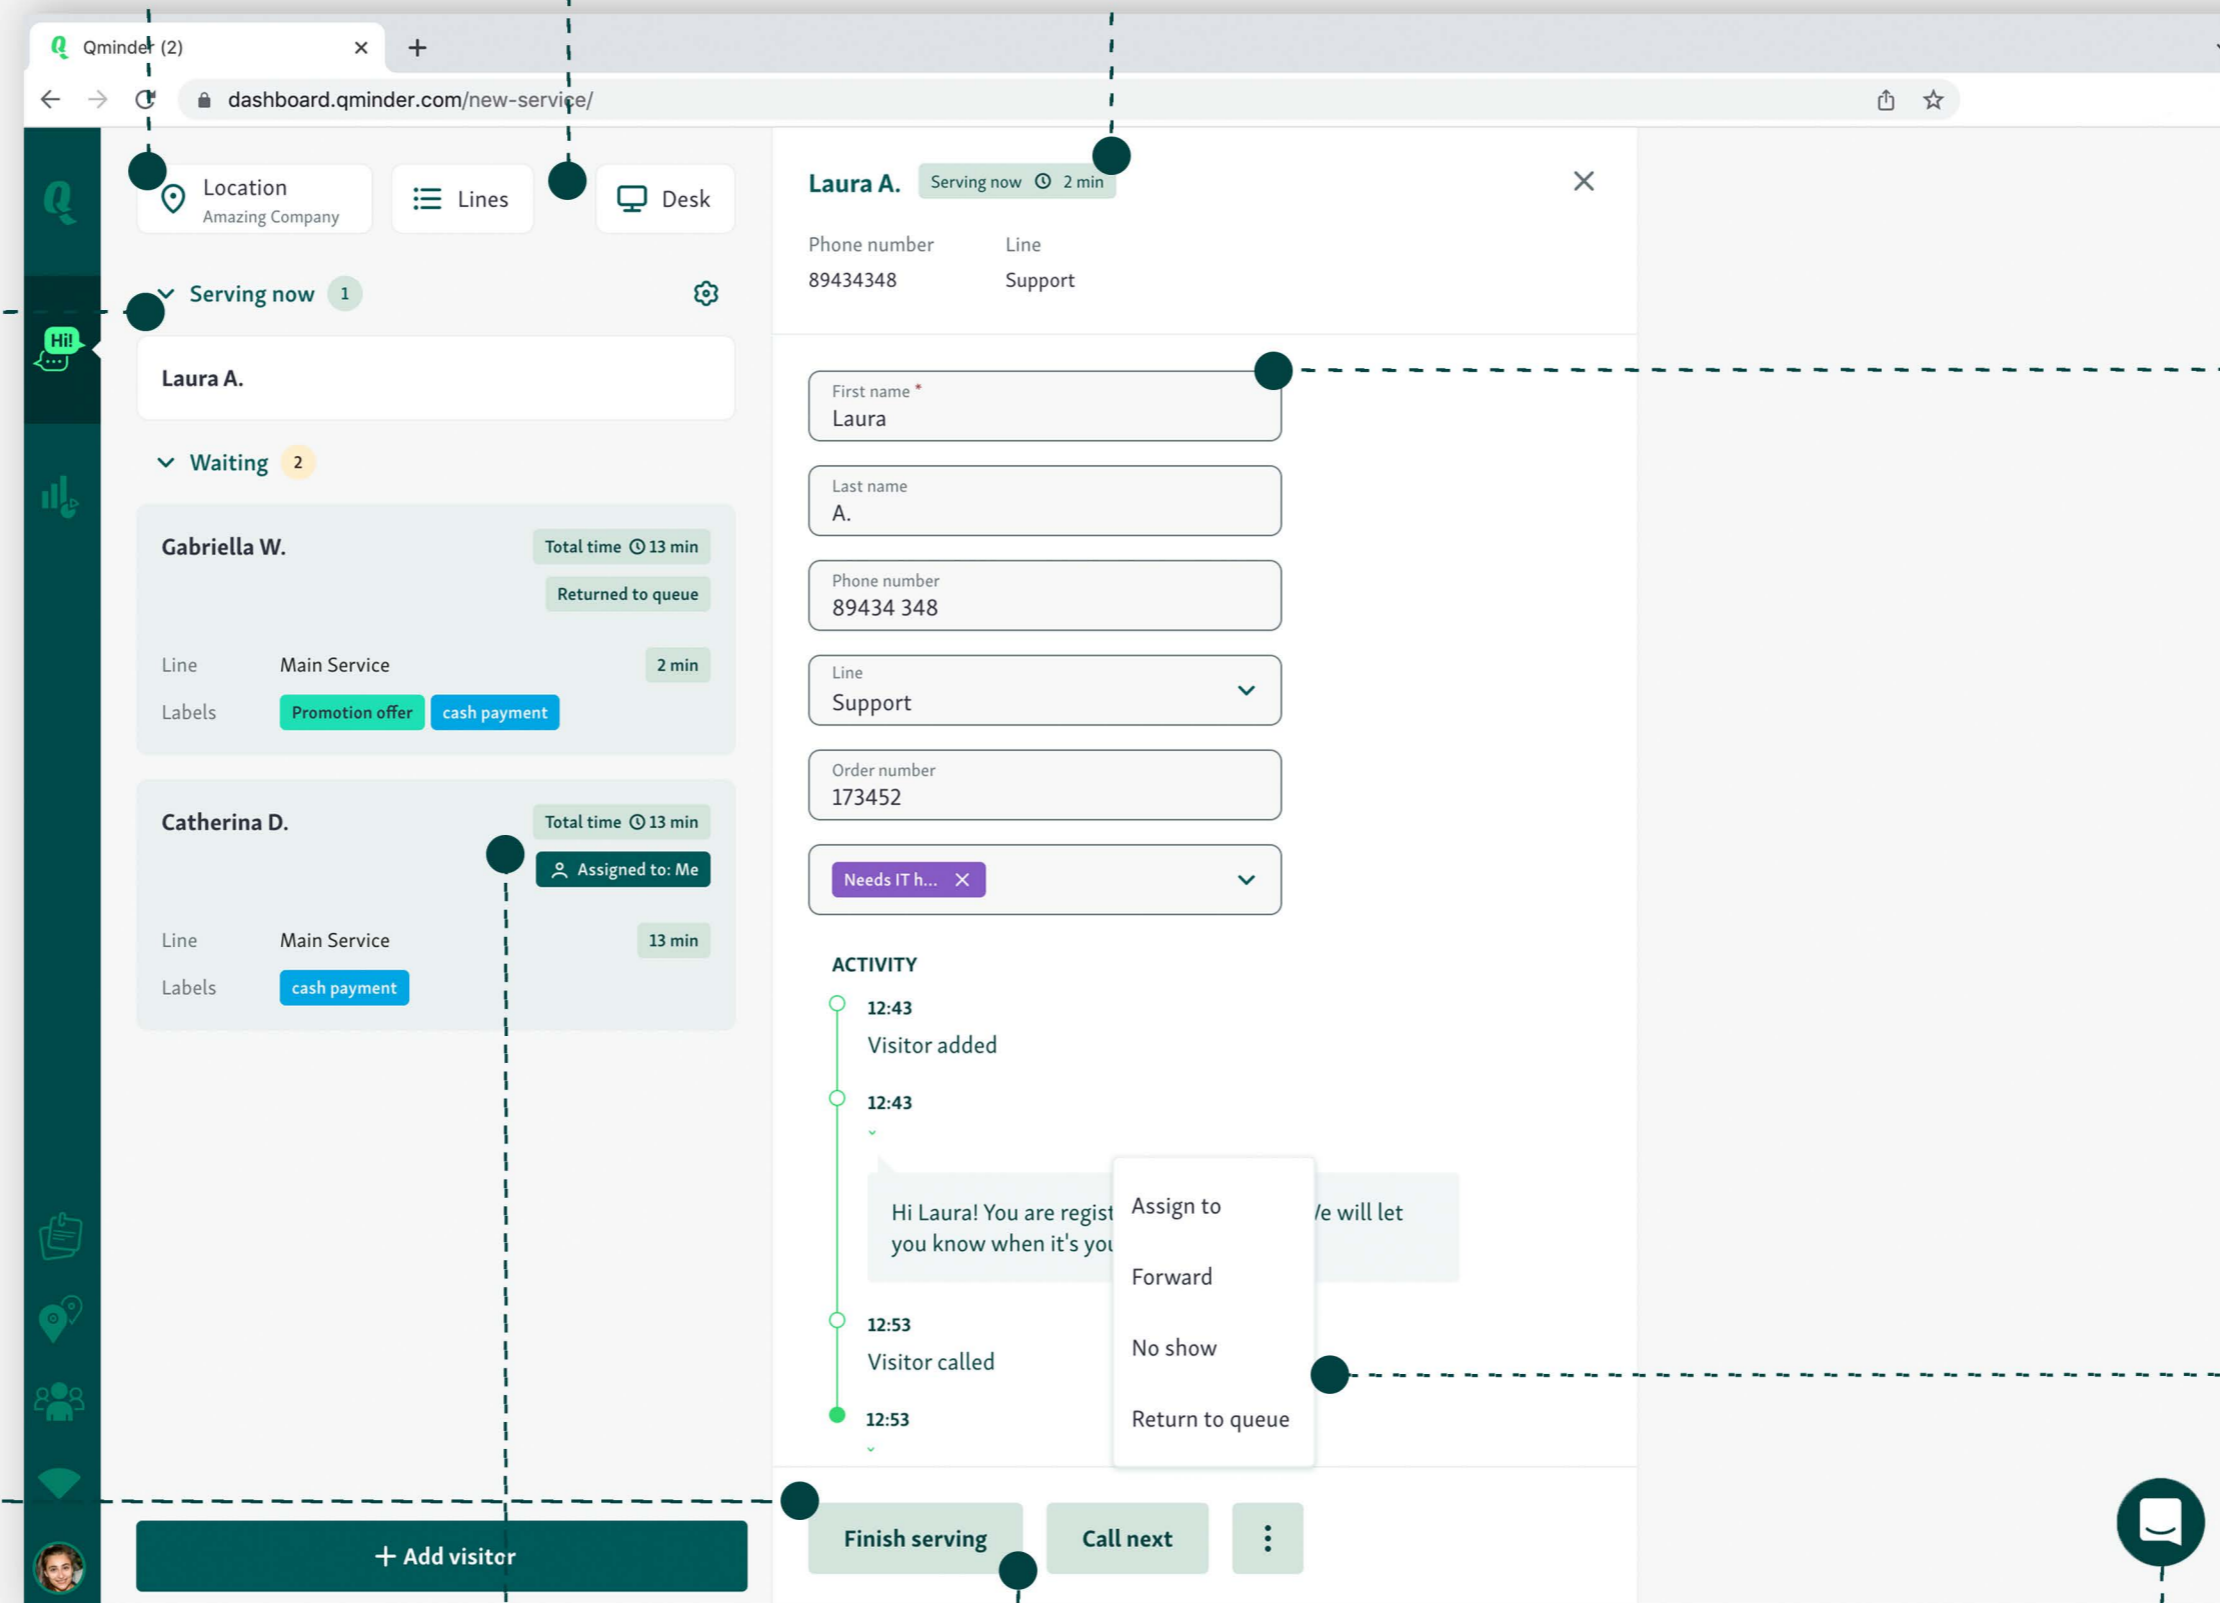 Qminder (2)
dashboard.qminder.com/new-service/
Location
Amazing Company
Lines
Desk
Serving now 1
Hi!
Laura A.
Waiting 2
Gabriella W.
Total time 13 min
Returned to queue
Line Main Service 2 min
Labels Promotion offer cash payment
Catherina D.
Total time 13 min
Assigned to: Me
Line Main Service 13 min
Labels cash payment
+ Add visitor
Laura A. Serving now 2 min
Phone number Line
89434348 Support
First name *
Laura
Last name
A.
Phone number
89434 348
Line
Support
Order number
173452
Needs IT h...
ACTIVITY
12:43
Visitor added
12:43
Hi Laura! You are will let
you know when it's
12:53
Visitor called
12:53
Assign to
Forward
No show
Return to queue
Finish serving
Call next